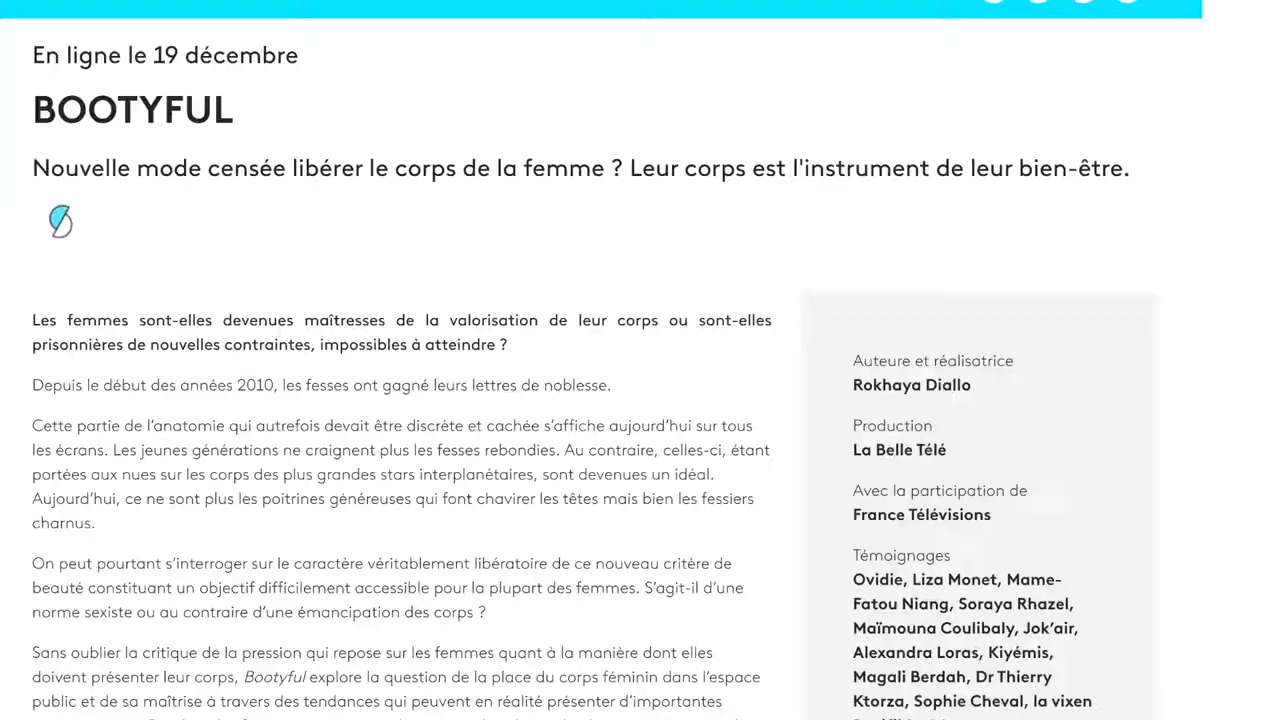 En ligne le 19 décembre
BOOTYFUL
Nouvelle mode censée libérer le corps de la femme ? Leur corps est l'instrument de leur bien-être.
Les femmes sont-elles devenues maîtresses de la valorisation de leur corps ou sont-elles
prisonnières de nouvelles contraintes, impossibles à atteindre ?
Depuis le début des années 2010, les fesses ont gagné leurs lettres de noblesse.
Cette partie de l’anatomie qui autrefois devait être discrète et cachée s’affiche aujourd’hui sur tous
les écrans. Les jeunes générations ne craignent plus les fesses rebondies. Au contraire, celles-ci, étant
portées aux nues sur les corps des plus grandes stars interplanétaires, sont devenues un idéal.
Aujourd’hui, ce ne sont plus les poitrines généreuses qui font chavirer les têtes mais bien les fessiers
charnus.
On peut pourtant s’interroger sur le caractère véritablement libératoire de ce nouveau critère de
beauté constituant un objectif difficilement accessible pour la plupart des femmes. S’agit-il d’une
norme sexiste ou au contraire d’une émancipation des corps ?
Sans oublier la critique de la pression qui repose sur les femmes quant à la manière dont elles
doivent présenter leur corps, Bootyful explore la question de la place du corps féminin dans l’espace
public et de sa maîtrise à travers des tendances qui peuvent en réalité présenter d’importantes
Auteure et réalisatrice
Rokhaya Diallo
Production
La Belle Télé
Avec la participation de
France Télévisions
Témoignages
Ovidie, Liza Monet, Mame-
Fatou Niang, Soraya Rhazel,
Maïmouna Coulibaly, Jok’air,
Alexandra Loras, Kiyémis,
Magali Berdah, Dr Thierry
Ktorza, Sophie Cheval, la vixen